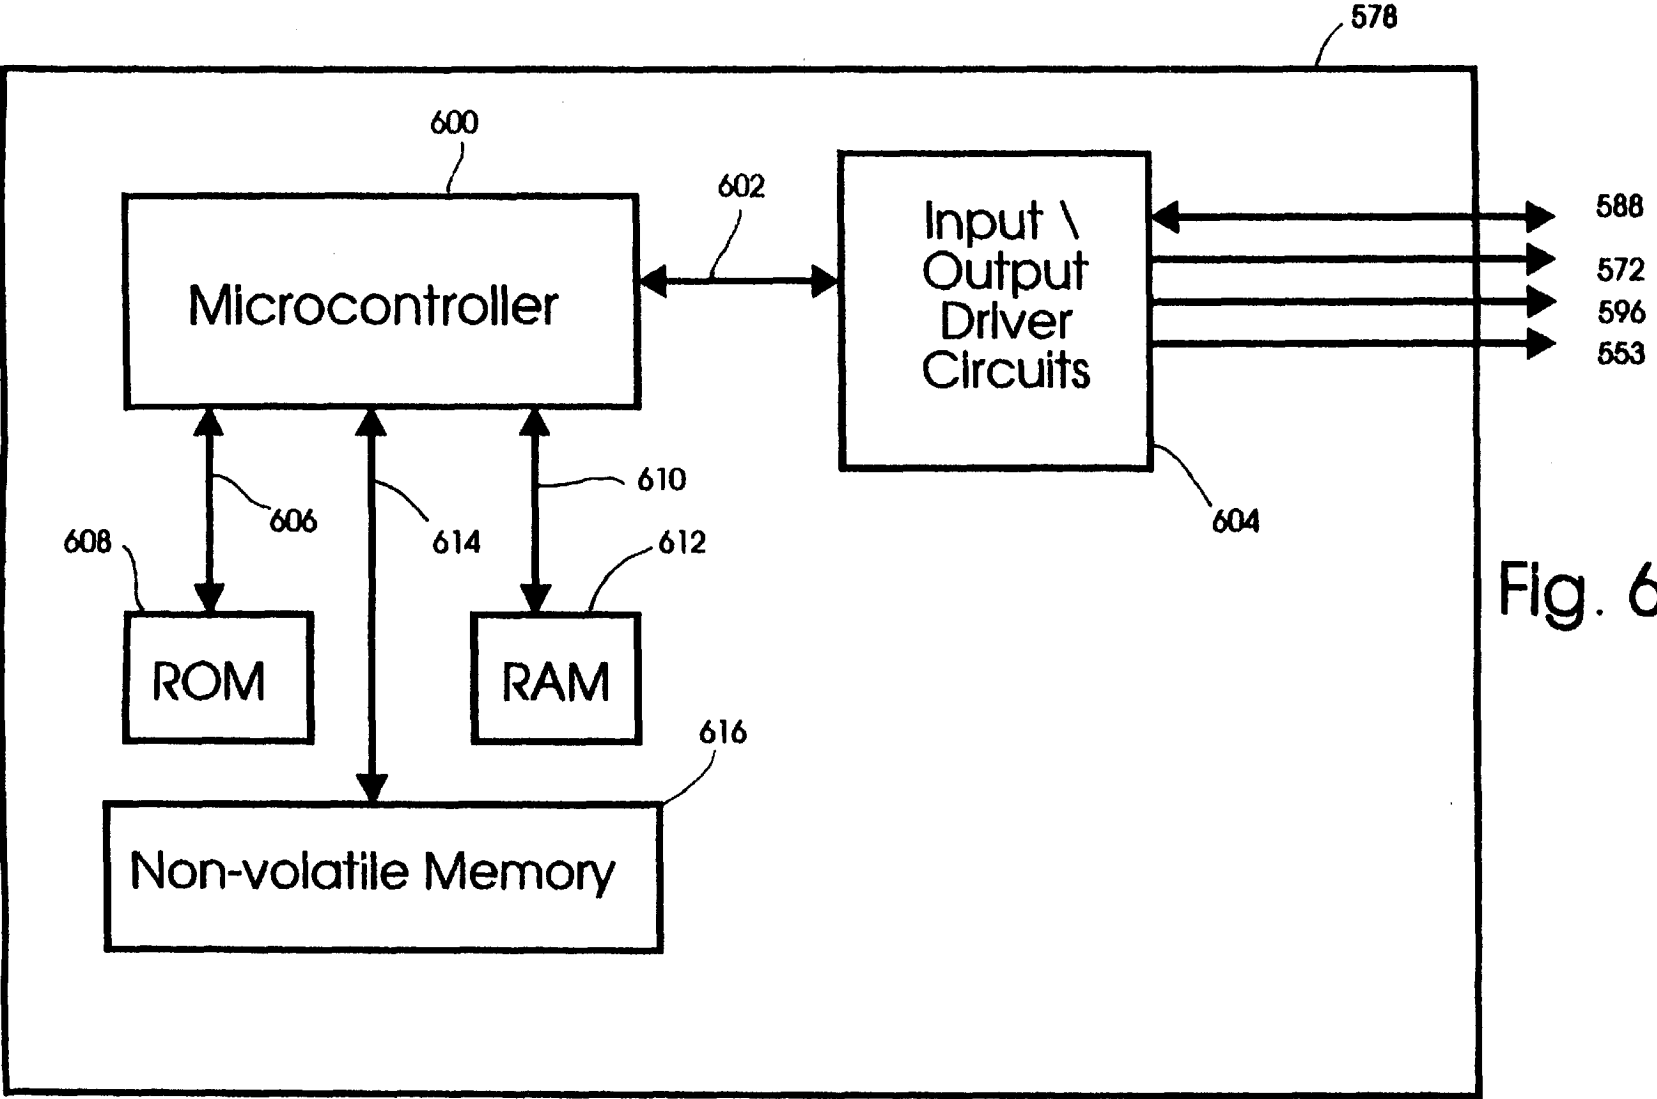 578
600
602
Microcontroller
Input \
Output
Driver
Circuits
588
572
596
553
606
614
610
604
608
612
ROM
RAM
616
Non-volatile Memory
Fig. 6